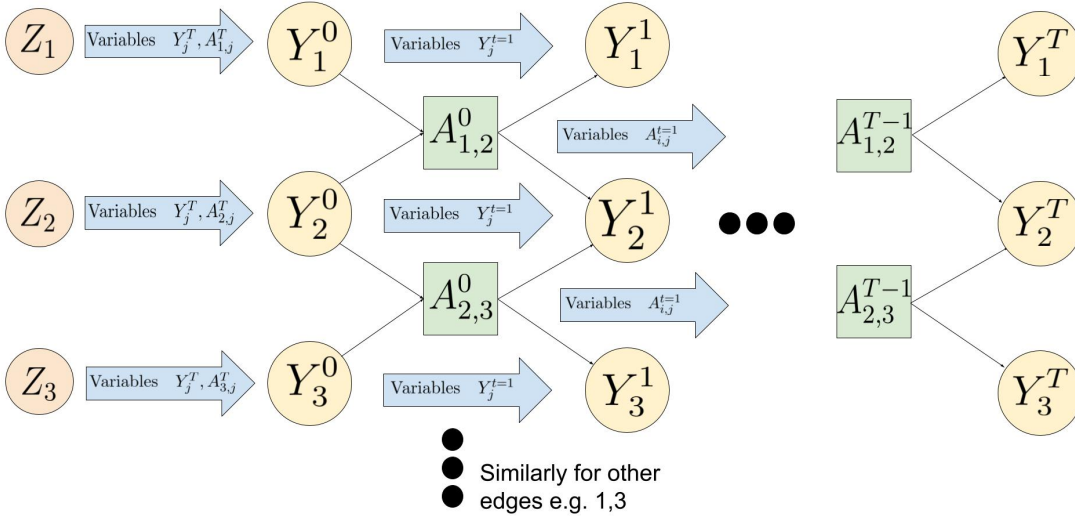 Z_1 Variables Y_j^T, A_{1,j}^T Y_1^0 Variables Y_j^{t=1} Y_1^1 Y_1^T
A_{1,2}^0 Variables A_{i,j}^{t=1} A_{1,2}^{T-1}
Z_2 Variables Y_j^T, A_{2,j}^T Y_2^0 Variables Y_j^{t=1} Y_2^1 Y_2^T
A_{2,3}^0 Variables A_{i,j}^{t=1} A_{2,3}^{T-1}
Z_3 Variables Y_j^T, A_{3,j}^T Y_3^0 Variables Y_j^{t=1} Y_3^1 Y_3^T
Similarly for other
edges e.g. 1,3